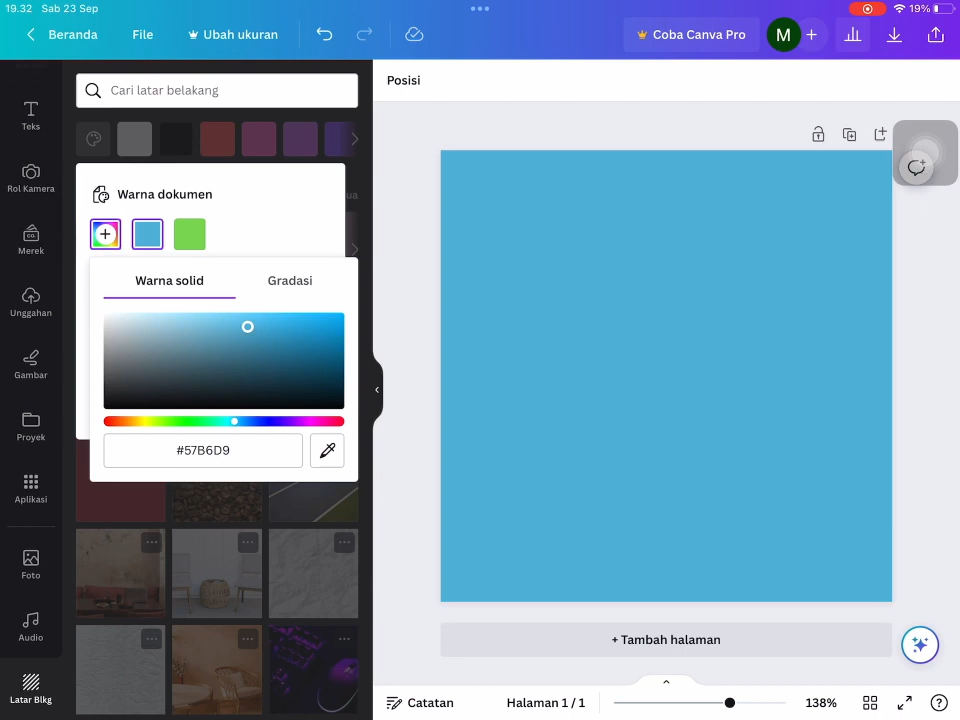 19.32 Sab 23 Sep
19%
Beranda
File
Ubah ukuran
Coba Canva Pro
M
Cari latar belakang
Posisi
Teks
Rol Kamera
Merek
Unggahan
Gambar
Proyek
Aplikasi
Foto
Audio
Latar Blkg
Warna dokumen
Warna solid
Gradasi
#57B6D9
+ Tambah halaman
Catatan
Halaman 1 / 1
138%